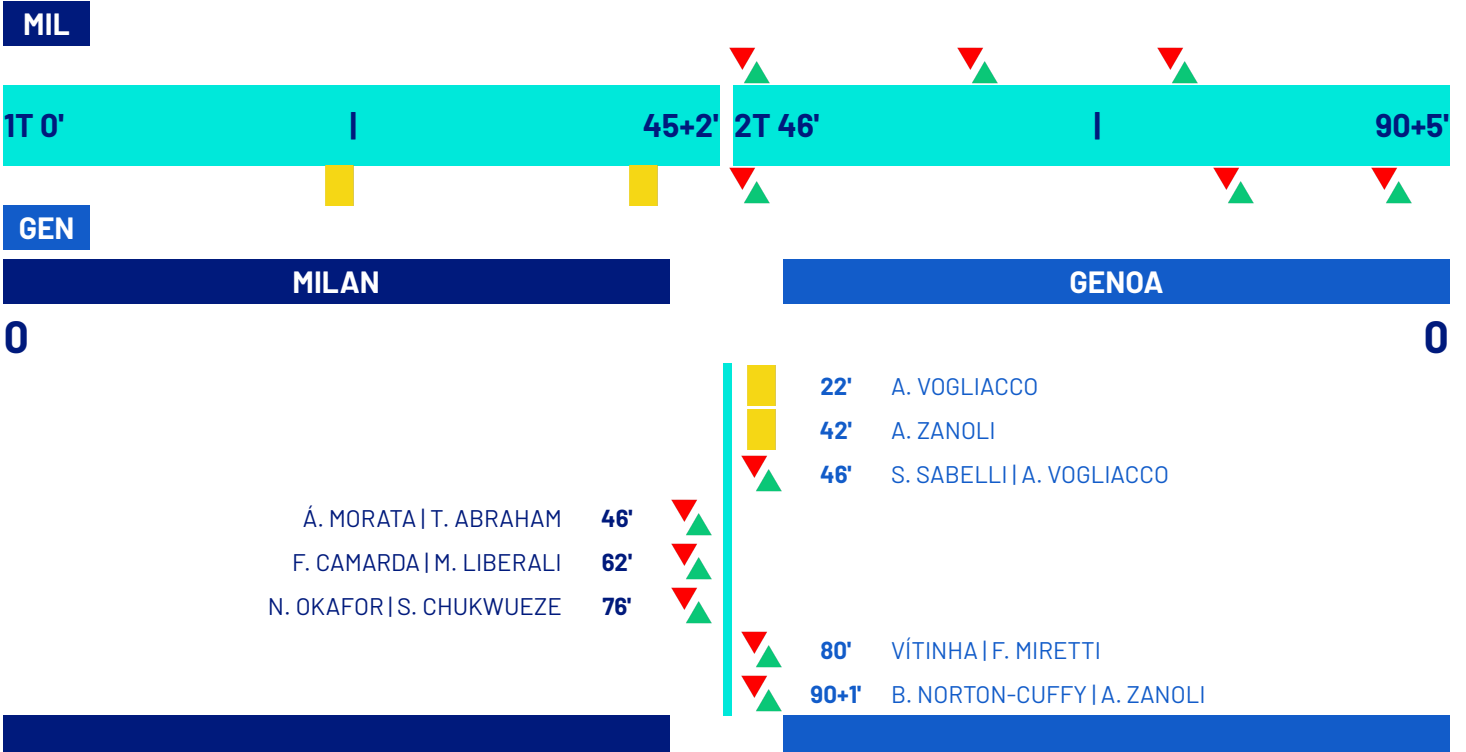 MIL
1T 0' | 45+2' 2T 46' | 90+5'
GEN
MILAN GENOA
0 0
22' A. VOGLIACCO
42' A. ZANOLI
46' S. SABELLI | A. VOGLIACCO
Á. MORATA | T. ABRAHAM 46'
F. CAMARDA | M. LIBERALI 62'
N. OKAFOR | S. CHUKWUEZE 76'
80' VÍTINHA | F. MIRETTI
90+1' B. NORTON-CUFFY | A. ZANOLI